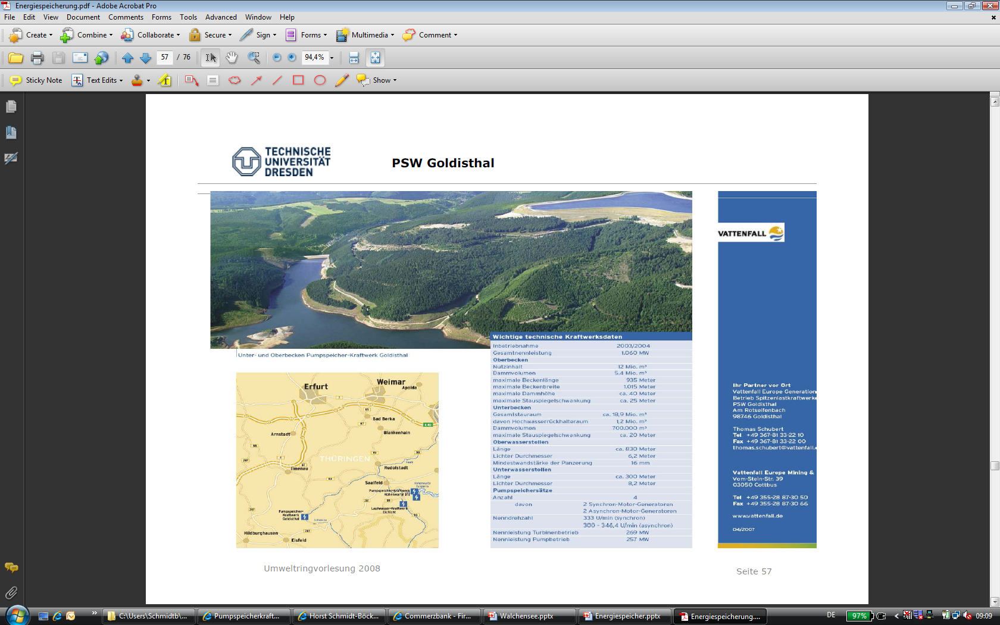 Energiespeicherung.pdf - Adobe Acrobat Pro
File Edit View Document Comments Forms Tools Advanced Window Help
Create Combine Collaborate Secure Sign Forms Multimedia Comment
57 / 76 94,4%
Sticky Note Text Edits Show
TECHNISCHE
UNIVERSITÄT
DRESDEN
PSW Goldisthal
VATTENFALL
Unter- und Oberbecken Pumpspeicher-Kraftwerk Goldisthal
Erfurt
Weimar
Apolda
Bad Berka
Blankenhain
Arnstadt
E 40
THÜRINGEN
Ilmenau
Rudolstadt
Saalfeld
Pumpspeicher-Kraftwerk
Hohenwarte I/II
Laufwasser-Kraftwerk
Eichicht
Pumpspeicher-
Kraftwerk
Goldisthal
Hildburghausen
Eisfeld
Wichtige technische Kraftwerksdaten
Inbetriebnahme 2003/2004
Gesamtnennleistung 1.060 MW
Oberbecken
Nutzinhalt 12 Mio. m³
Dammvolumen 5.4 Mio. m³
maximale Beckenlänge 935 Meter
maximale Beckenbreite 1.015 Meter
maximale Dammhöhe ca. 40 Meter
maximale Stauspiegelschwankung ca. 25 Meter
Unterbecken
Gesamtstauraum ca. 18,9 Mio. m³
davon Hochwasserrückhalteraum 1,2 Mio. m³
Dammvolumen 700.000 m³
maximale Stauspiegelschwankung ca. 20 Meter
Oberwasserstollen
Länge ca. 830 Meter
Lichter Durchmesser 6,2 Meter
Mindestwandstärke der Panzerung 16 mm
Unterwasserstollen
Länge ca. 300 Meter
Lichter Durchmesser 8,2 Meter
Pumpspeichersätze
Anzahl 4
davon 2 Synchron-Motor-Generatoren
2 Asynchron-Motor-Generatoren
Nenndrehzahl 333 U/min (synchron)
300 - 346,4 U/min (asynchron)
Nennleistung Turbinenbetrieb 269 MW
Nennleistung Pumpbetrieb 257 MW
Ihr Partner vor Ort
Vattenfall Europe Generation
Betrieb Spitzenlastkraftwerke
PSW Goldisthal
Am Rotseifenbach
98746 Goldisthal
Thomas Schubert
Tel +49 367-81 33-22 10
Fax +49 367-81 33-22 00
thomas.schubert@vattenfall.
Vattenfall Europe Mining &
Vom-Stein-Str. 39
03050 Cottbus
Tel +49 355-28 87-30 50
Fax +49 355-28 87-30 66
www.vattenfall.de
04/2007
Umweltringvorlesung 2008
Seite 57
C:\Users\Schmidtb\... Pumpspeicherkraft... Horst Schmidt-Böck... Commerzbank - Fir... Walchensee.pptx Energiespeicher.pptx Energiespeicherung.... DE 97% 09:09